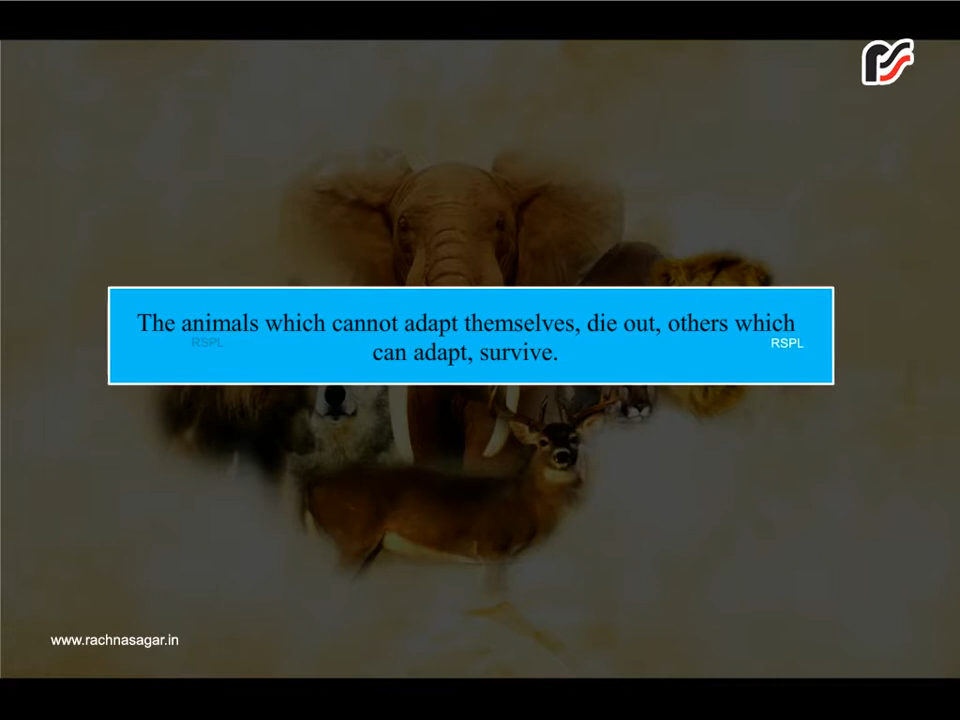 The animals which cannot adapt themselves, die out, others which
RSPL
RSPL
can adapt, survive.
www.rachnasagar.in